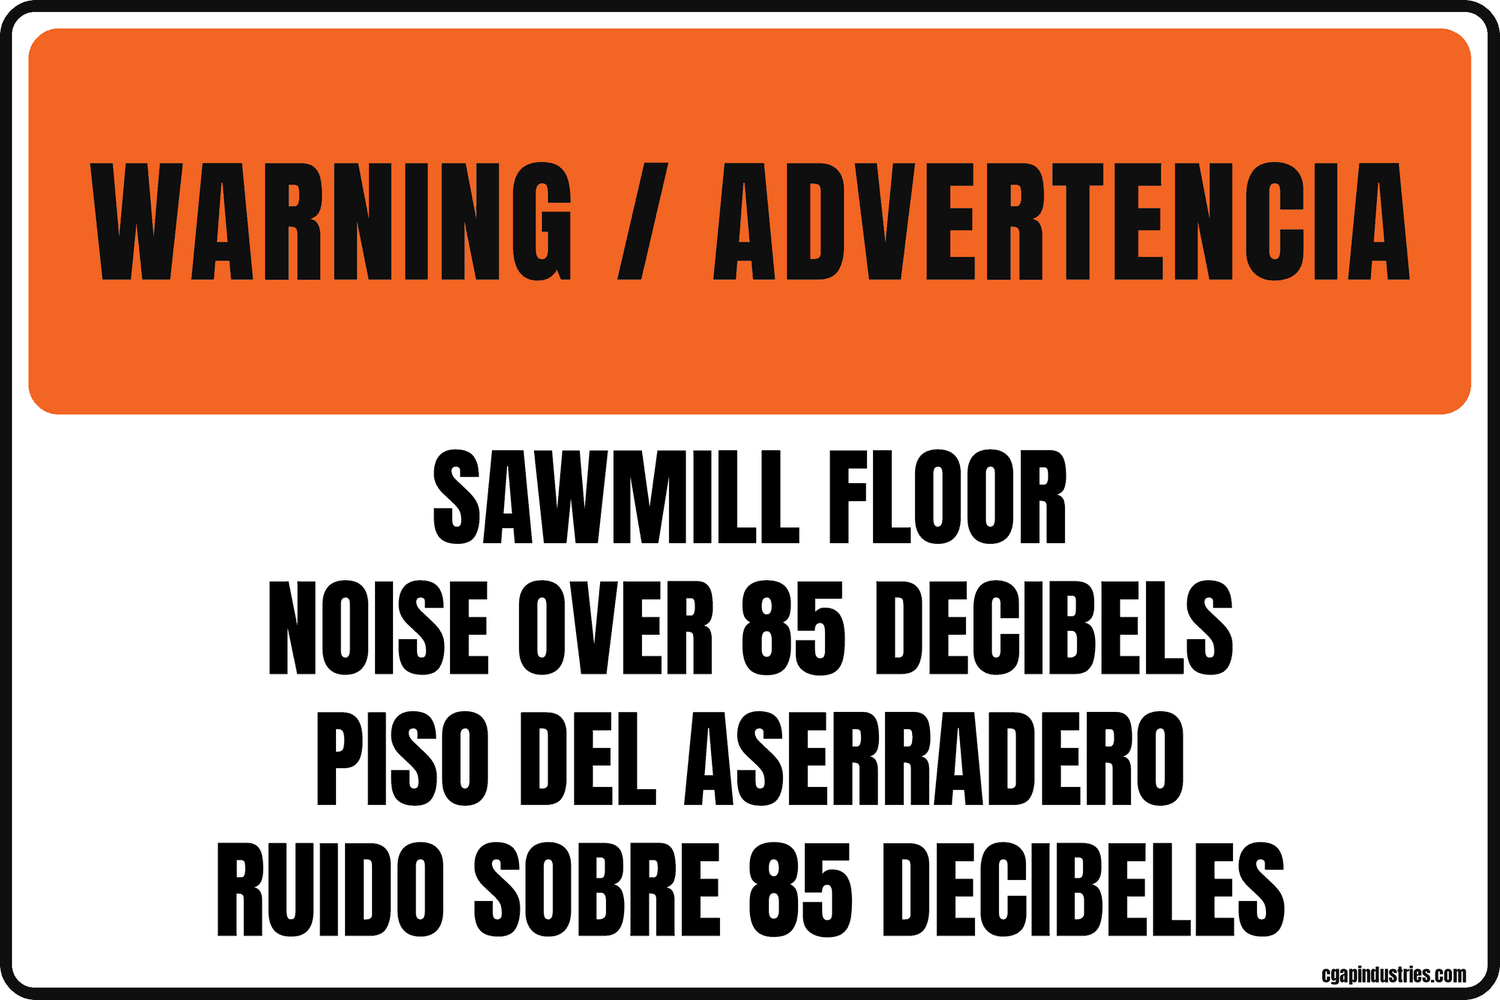 WARNING / ADVERTENCIA
SAWMILL FLOOR
NOISE OVER 85 DECIBELS
PISO DEL ASERRADERO
RUIDO SOBRE 85 DECIBELES
cgapindustries.com